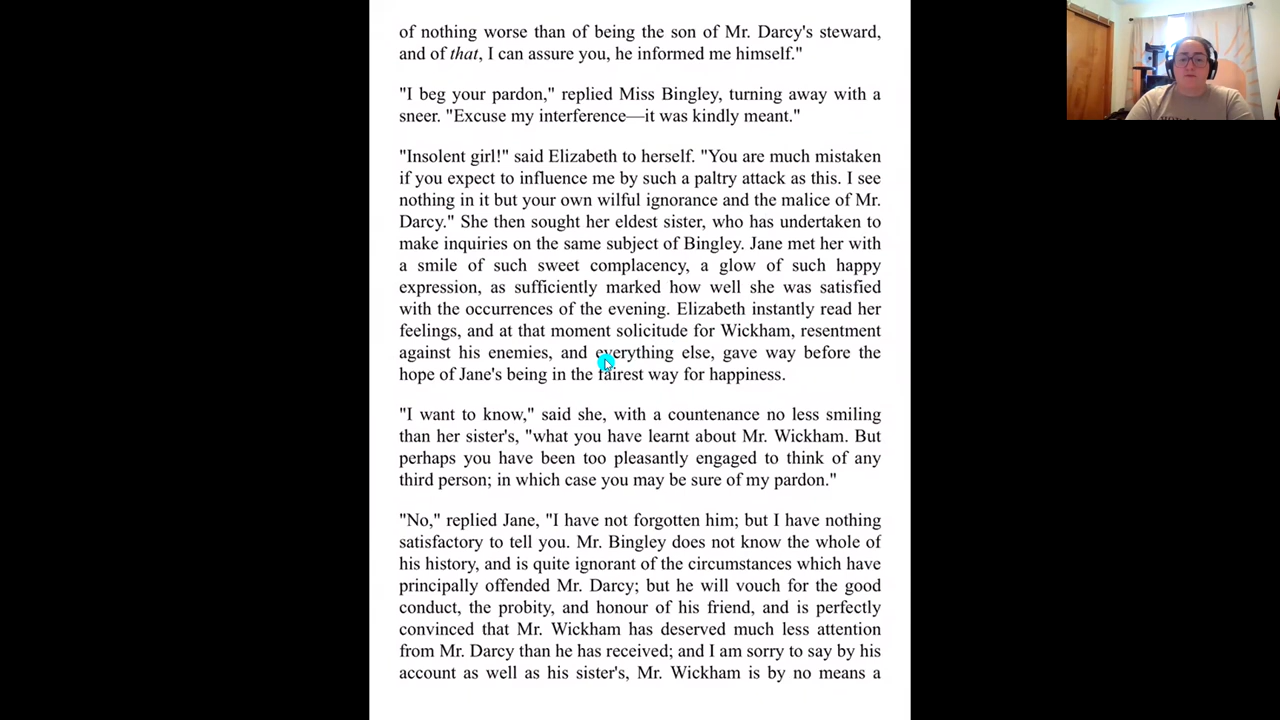 of nothing worse than of being the son of Mr. Darcy's steward,
and of that, I can assure you, he informed me himself."
"I beg your pardon," replied Miss Bingley, turning away with a
sneer. "Excuse my interference—it was kindly meant."
"Insolent girl!" said Elizabeth to herself. "You are much mistaken
if you expect to influence me by such a paltry attack as this. I see
nothing in it but your own wilful ignorance and the malice of Mr.
Darcy." She then sought her eldest sister, who has undertaken to
make inquiries on the same subject of Bingley. Jane met her with
a smile of such sweet complacency, a glow of such happy
expression, as sufficiently marked how well she was satisfied
with the occurrences of the evening. Elizabeth instantly read her
feelings, and at that moment solicitude for Wickham, resentment
against his enemies, and everything else, gave way before the
hope of Jane's being in the fairest way for happiness.
"I want to know," said she, with a countenance no less smiling
than her sister's, "what you have learnt about Mr. Wickham. But
perhaps you have been too pleasantly engaged to think of any
third person; in which case you may be sure of my pardon."
"No," replied Jane, "I have not forgotten him; but I have nothing
satisfactory to tell you. Mr. Bingley does not know the whole of
his history, and is quite ignorant of the circumstances which have
principally offended Mr. Darcy; but he will vouch for the good
conduct, the probity, and honour of his friend, and is perfectly
convinced that Mr. Wickham has deserved much less attention
from Mr. Darcy than he has received; and I am sorry to say by his
account as well as his sister's, Mr. Wickham is by no means a